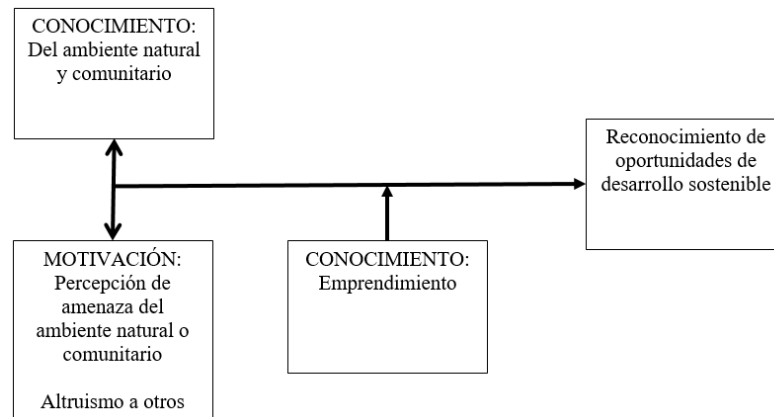 CONOCIMIENTO:
Del ambiente natural
y comunitario
Reconocimiento de
oportunidades de
desarrollo sostenible
MOTIVACIÓN:
Percepción de
amenaza del
ambiente natural o
comunitario
Altruismo a otros
CONOCIMIENTO:
Emprendimiento